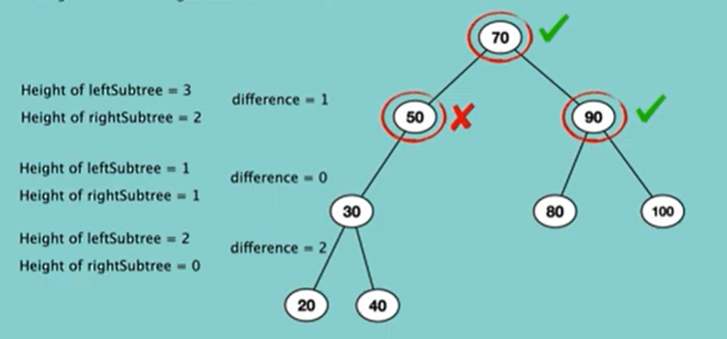 70
Height of leftSubtree = 3
difference = 1
Height of rightSubtree = 2
50
90
Height of leftSubtree = 1
difference = 0
Height of rightSubtree = 1
30
80
100
Height of leftSubtree = 2
difference = 2
Height of rightSubtree = 0
20
40